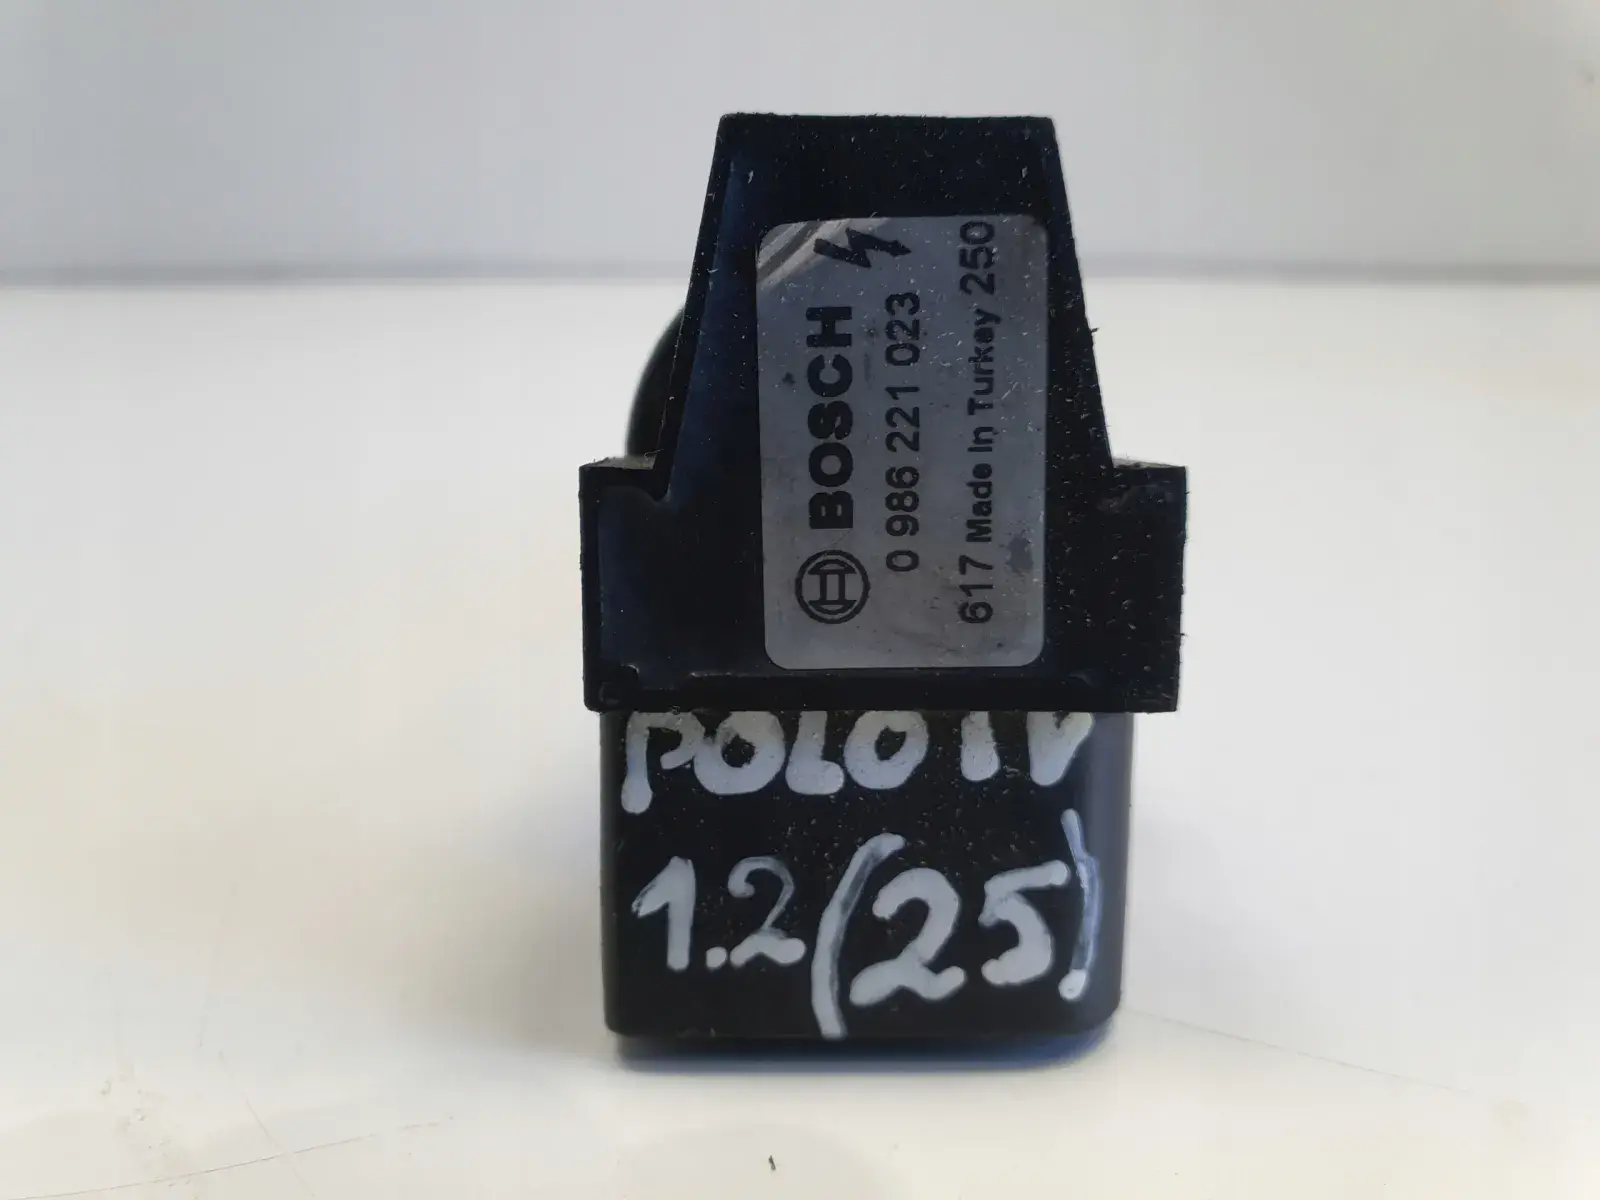 BOSCH
0 986 221 023
617 Made In Turkey 250
POLO IV
1.2 (25)